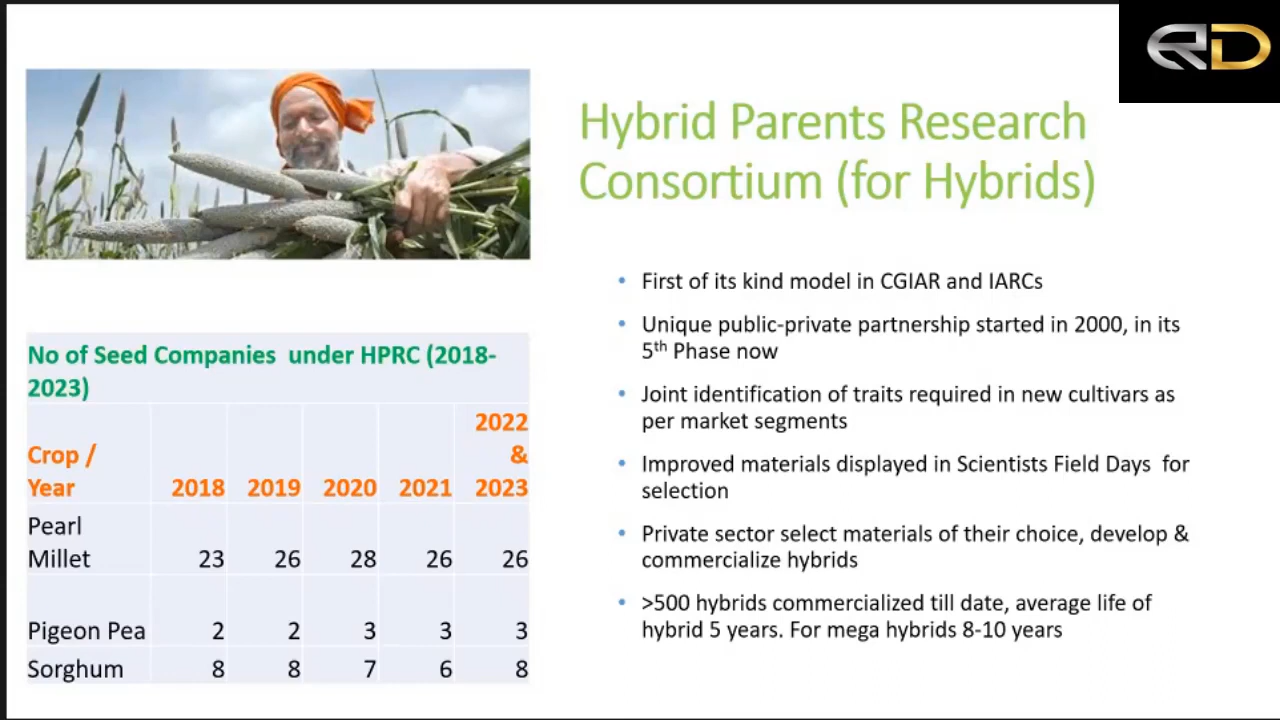 RD
Hybrid Parents Research
Consortium (for Hybrids)
• First of its kind model in CGIAR and IARCs
• Unique public-private partnership started in 2000, in its
5th Phase now
• Joint identification of traits required in new cultivars as
per market segments
• Improved materials displayed in Scientists Field Days for
selection
• Private sector select materials of their choice, develop &
commercialize hybrids
• >500 hybrids commercialized till date, average life of
hybrid 5 years. For mega hybrids 8-10 years
No of Seed Companies under HPRC (2018-
2023)
Crop / Year 2018 2019 2020 2021 2022 & 2023
Pearl Millet 23 26 28 26 26
Pigeon Pea 2 2 3 3 3
Sorghum 8 8 7 6 8